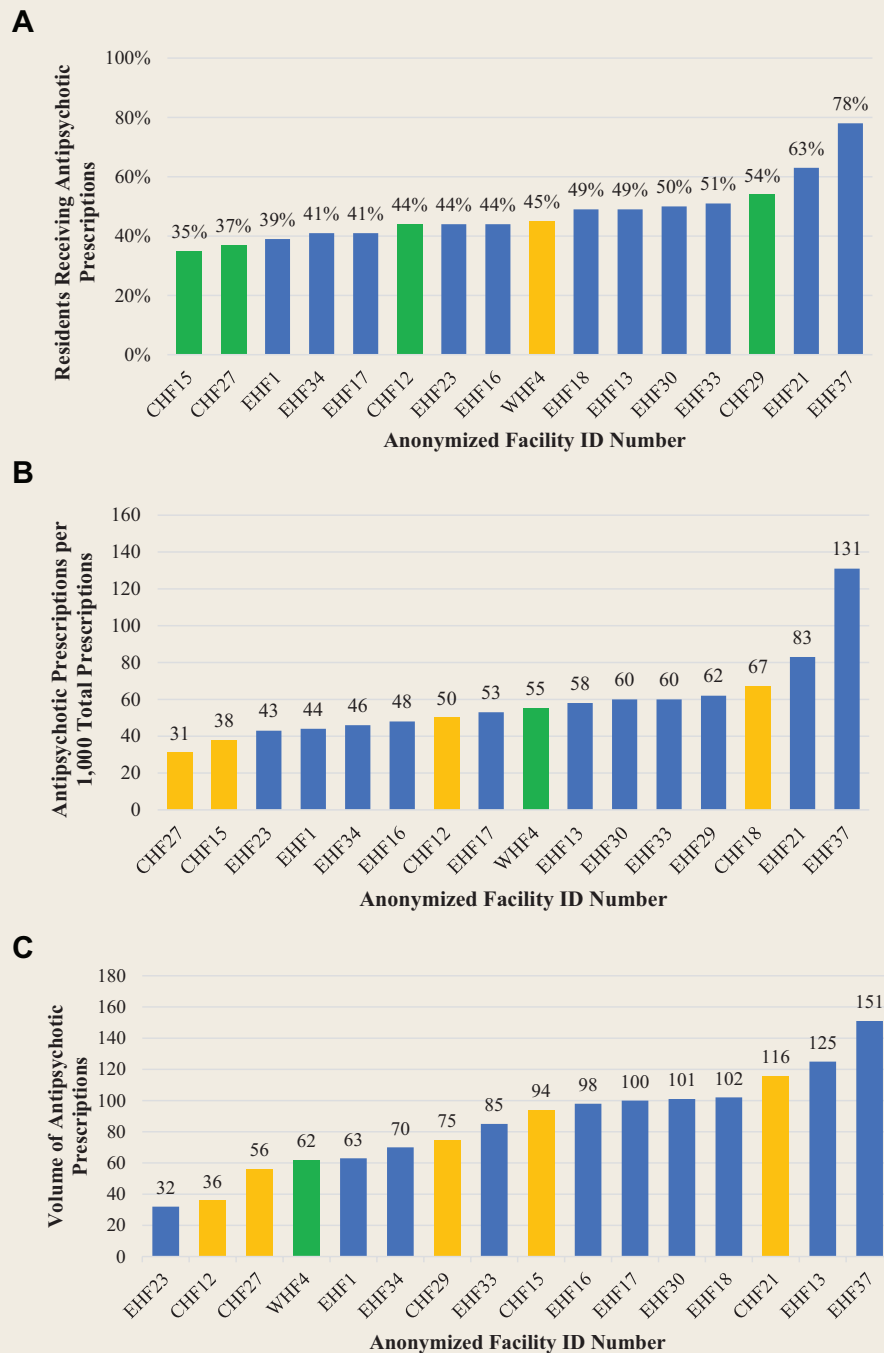 A
Residents Receiving Antipsychotic
Prescriptions
100%
80%
60%
40%
20%
0%
35% 37% 39% 41% 41% 44% 44% 44% 45% 49% 49% 50% 51% 54% 63% 78%
CHF15 CHF27 EHF1 EHF34 EHF17 CHF12 EHF23 EHF16 WHF4 EHF18 EHF13 EHF30 EHF33 CHF29 EHF21 EHF37
Anonymized Facility ID Number
B
Antipsychotic Prescriptions per
1,000 Total Prescriptions
160
140
120
100
80
60
40
20
0
31 38 43 44 46 48 50 53 55 58 60 60 62 67 83 131
CHF27 CHF15 EHF23 EHF1 EHF34 EHF16 CHF12 EHF17 WHF4 EHF13 EHF30 EHF33 EHF29 CHF18 EHF21 EHF37
Anonymized Facility ID Number
C
Volume of Antipsychotic
Prescriptions
180
160
140
120
100
80
60
40
20
0
32 36 56 62 63 70 75 85 94 98 100 101 102 116 125 151
EHF23 CHF12 CHF27 WHF4 EHF1 EHF34 CHF29 EHF33 CHF15 EHF16 EHF17 EHF30 EHF18 CHF21 EHF13 EHF37
Anonymized Facility ID Number